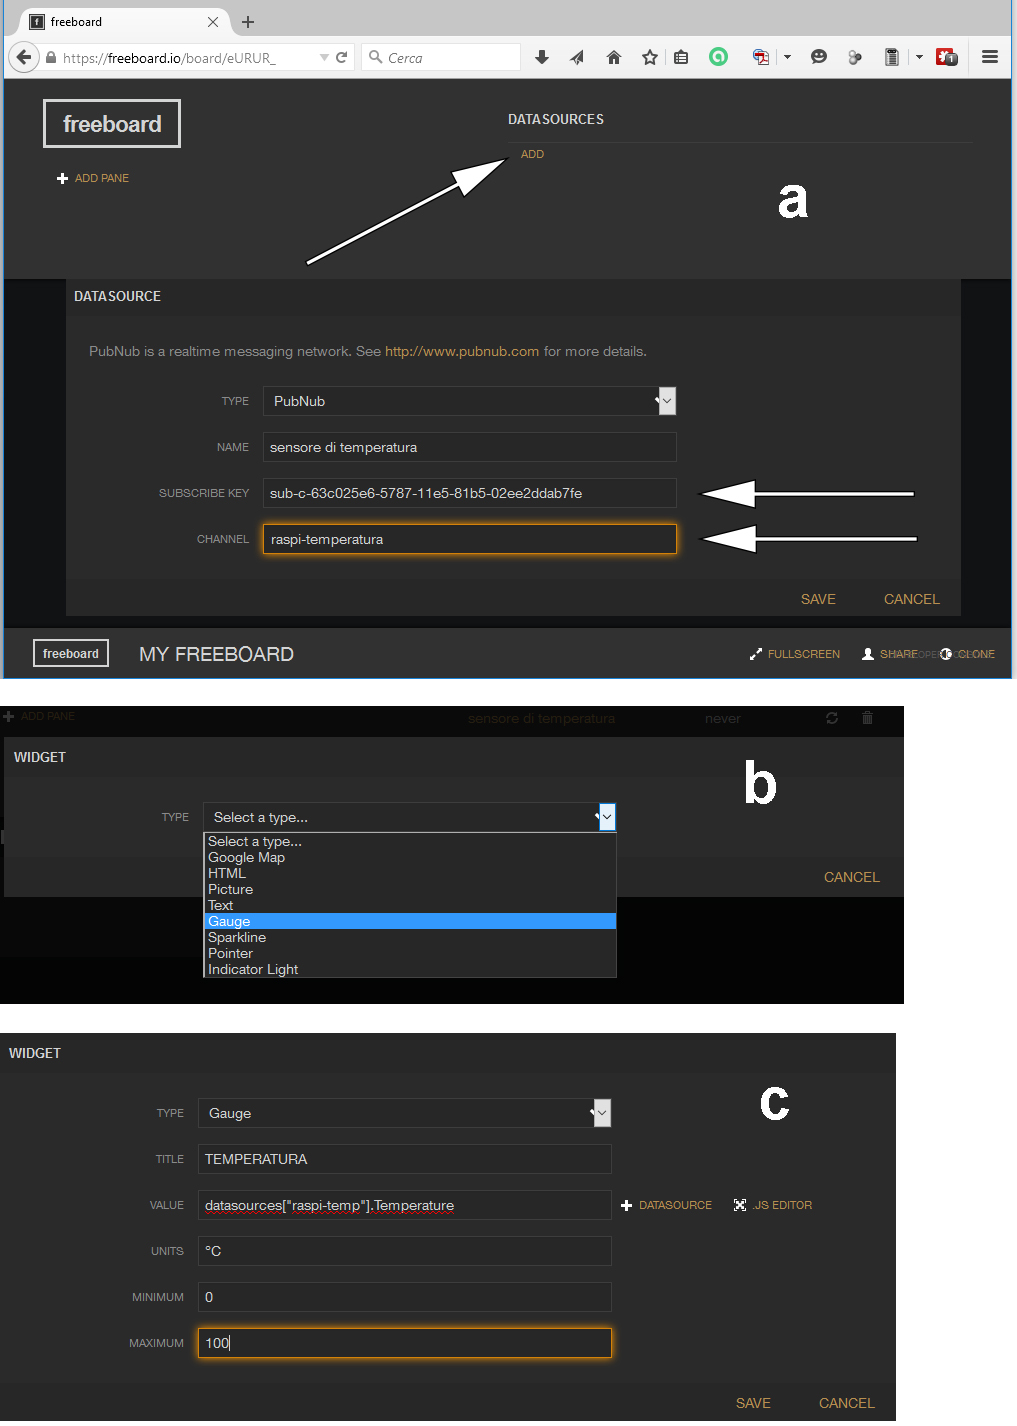 freeboard
https://freeboard.io/board/eURUR_
Cerca
1
freeboard
DATASOURCES
ADD
ADD PANE
a
DATASOURCE
PubNub is a realtime messaging network. See http://www.pubnub.com for more details.
TYPE PubNub
NAME sensore di temperatura
SUBSCRIBE KEY sub-c-63c025e6-5787-11e5-81b5-02ee2ddab7fe
CHANNEL raspi-temperatura
SAVE CANCEL
freeboard MY FREEBOARD FULLSCREEN SHARE CLONE
ADD PANE sensore di temperatura never
WIDGET
b
TYPE Select a type...
Select a type...
Google Map
HTML
Picture
Text
Gauge
Sparkline
Pointer
Indicator Light
CANCEL
WIDGET
c
TYPE Gauge
TITLE TEMPERATURA
VALUE datasources["raspi-temp"].Temperature DATASOURCE .JS EDITOR
UNITS °C
MINIMUM 0
MAXIMUM 100
SAVE CANCEL